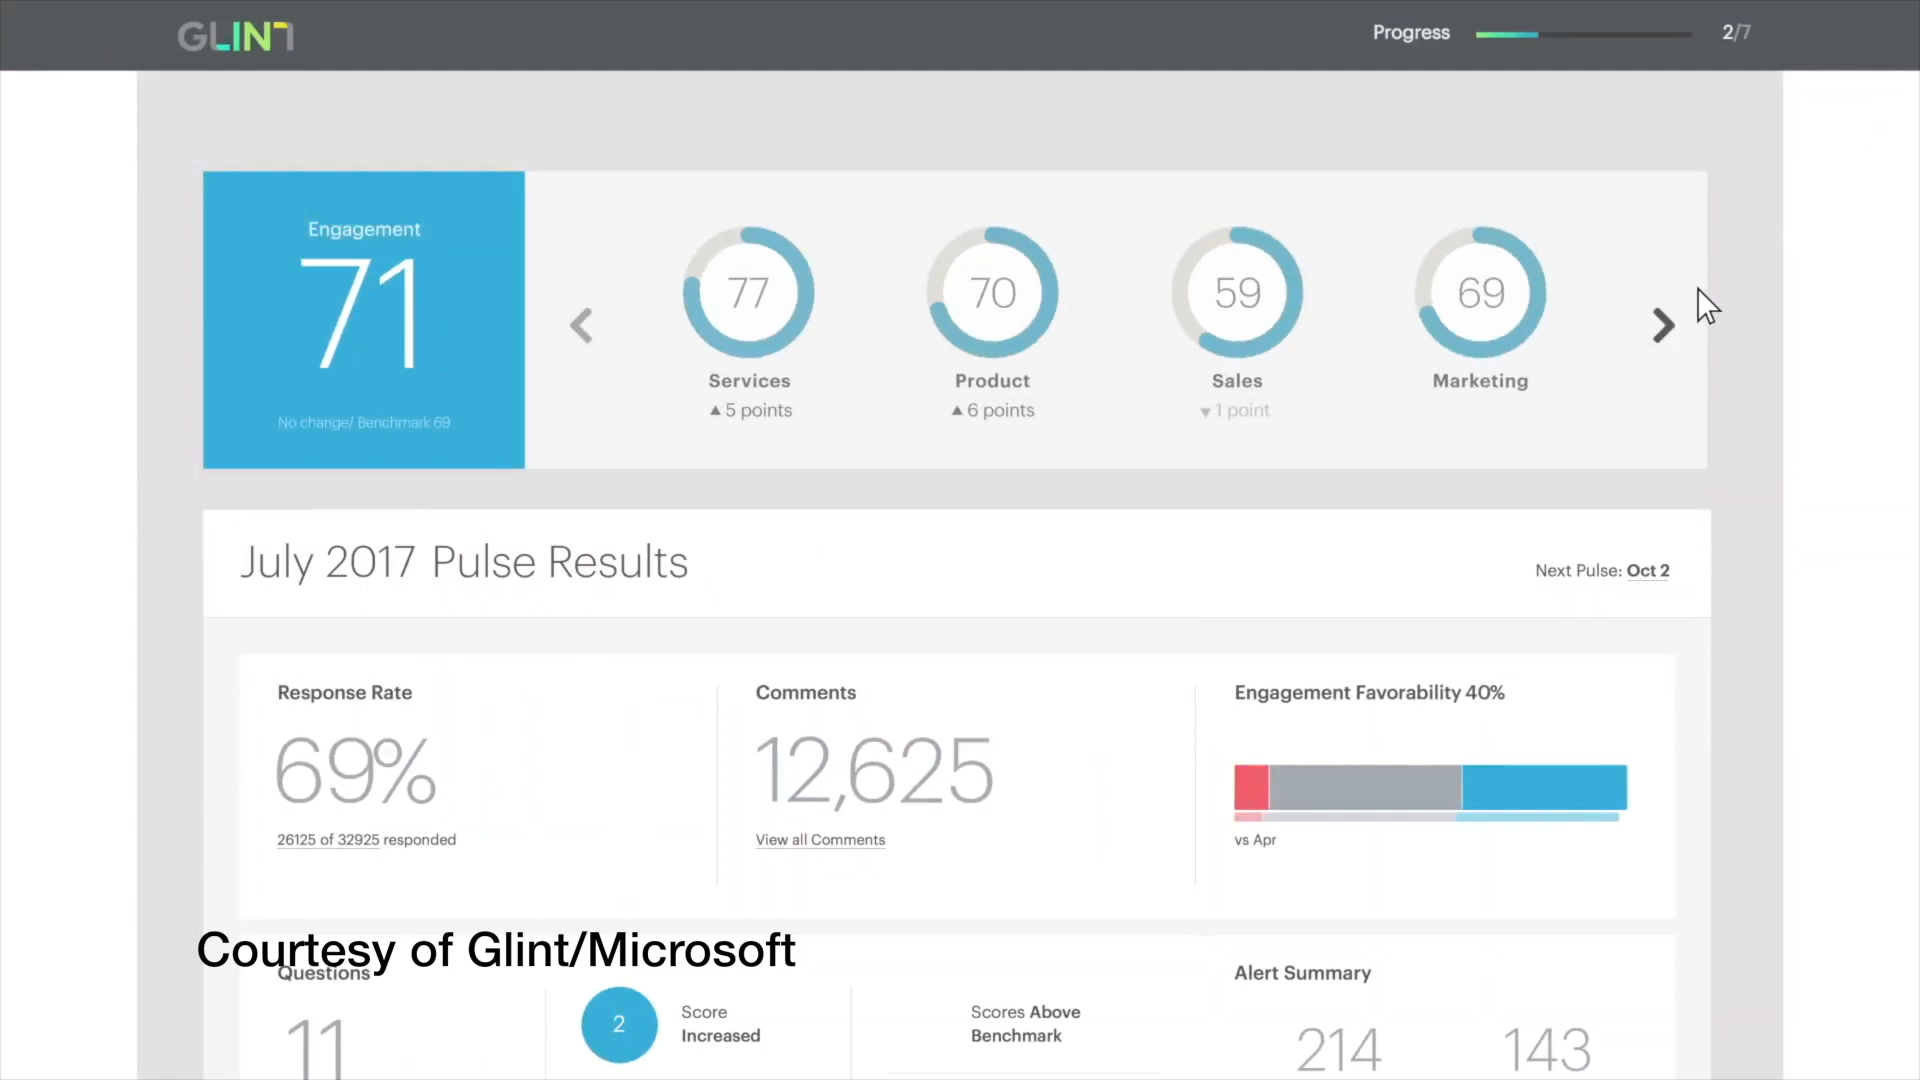 GLINT
Progress
2/7
Engagement
71
No change/ Benchmark 69
77
70
59
69
Services
Product
Sales
Marketing
▲ 5 points
▲ 6 points
▼ 1 point
July 2017 Pulse Results
Next Pulse: Oct 2
Response Rate
69%
26125 of 32925 responded
Comments
12,625
View all Comments
Engagement Favorability 40%
vs Apr
Courtesy of Glint/Microsoft
Questions
11
2
Score
Increased
Scores Above
Benchmark
Alert Summary
214
143